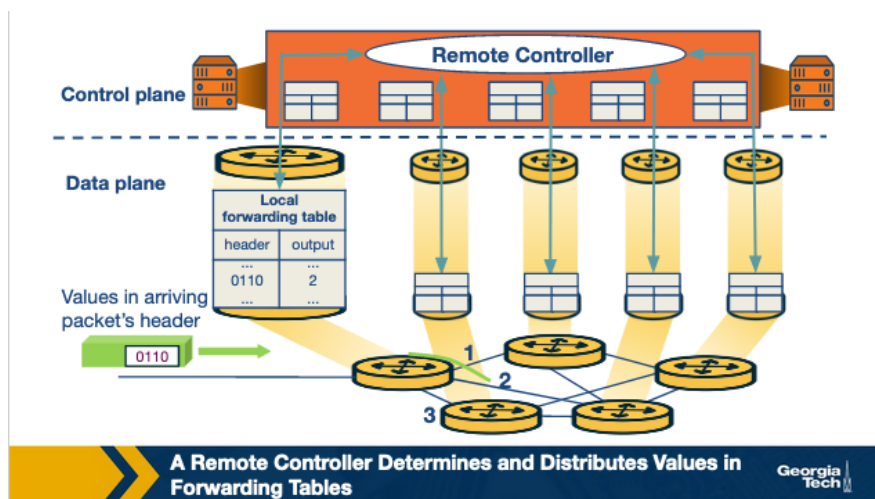 Remote Controller
Control plane
Data plane
Local
forwarding table
header output
... ...
0110 2
... ...
Values in arriving
packet's header
0110
1
2
3
A Remote Controller Determines and Distributes Values in
Forwarding Tables
Georgia
Tech